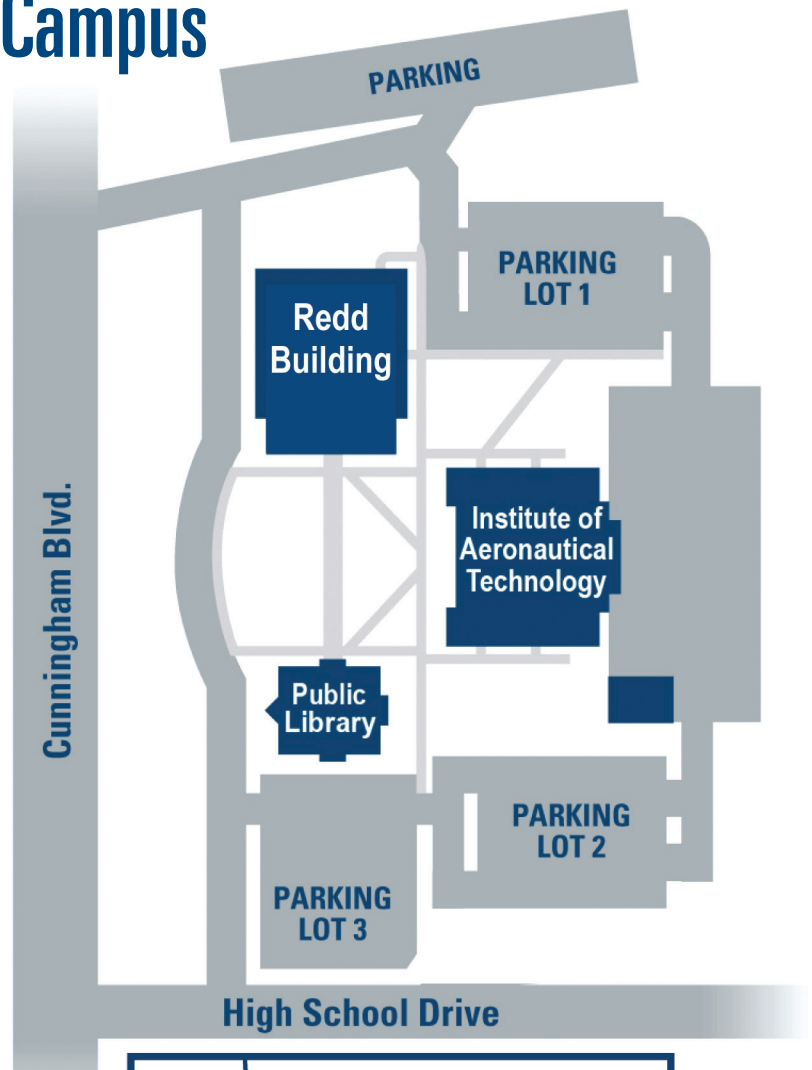 Campus
PARKING
PARKING
LOT 1
Redd
Building
Institute of
Aeronautical
Technology
Cunningham Blvd.
Public
Library
PARKING
LOT 2
PARKING
LOT 3
High School Drive